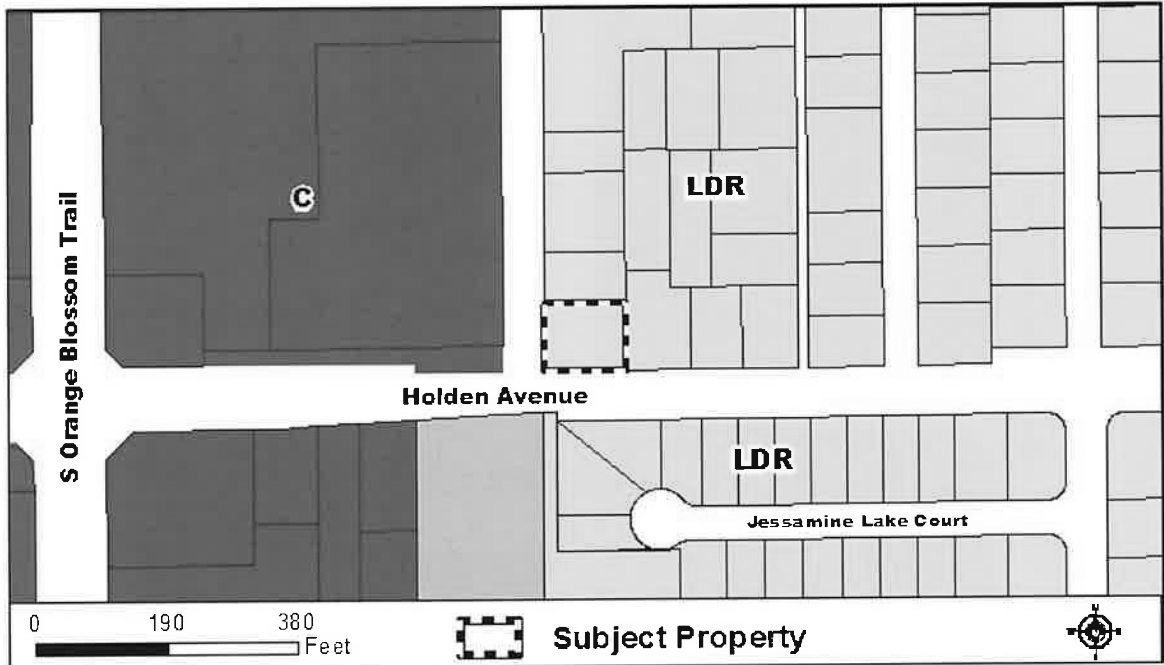 C
LDR
S Orange Blossom Trail
Holden Avenue
LDR
Jessamine Lake Court
0 190 380
Feet
Subject Property
N